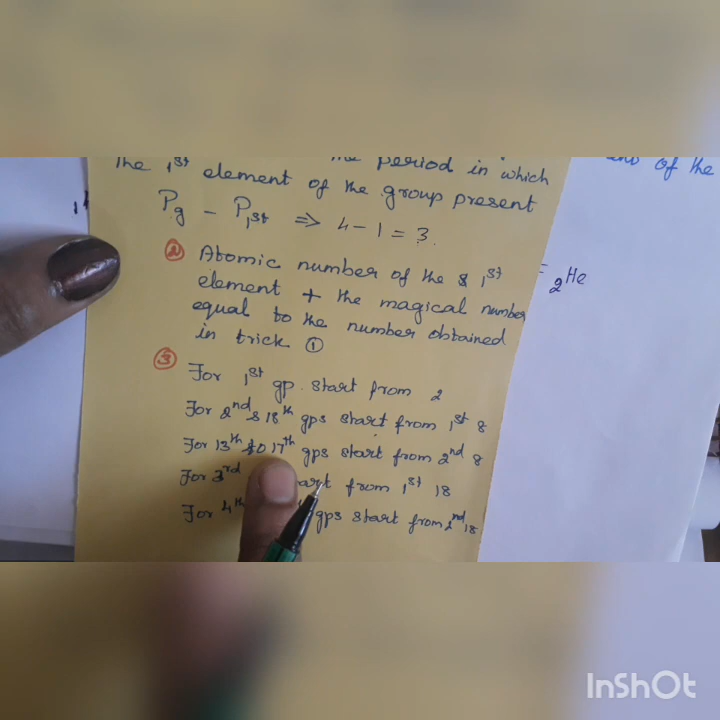 the 1st the period in which
element of the group present
Pg - P1st ⇒ 4-1 = 3.
② Atomic number of the 1st
element + the magical number
equal to the number obtained
in trick ①
③ For 1st gp. start from 2
For 2nd & 18th gps start from 1st 8
For 13th to 17th gps start from 2nd 8
For 3rd start from 1st 18
For 4th gps start from 2nd 18
of the
= 2He
InShOt